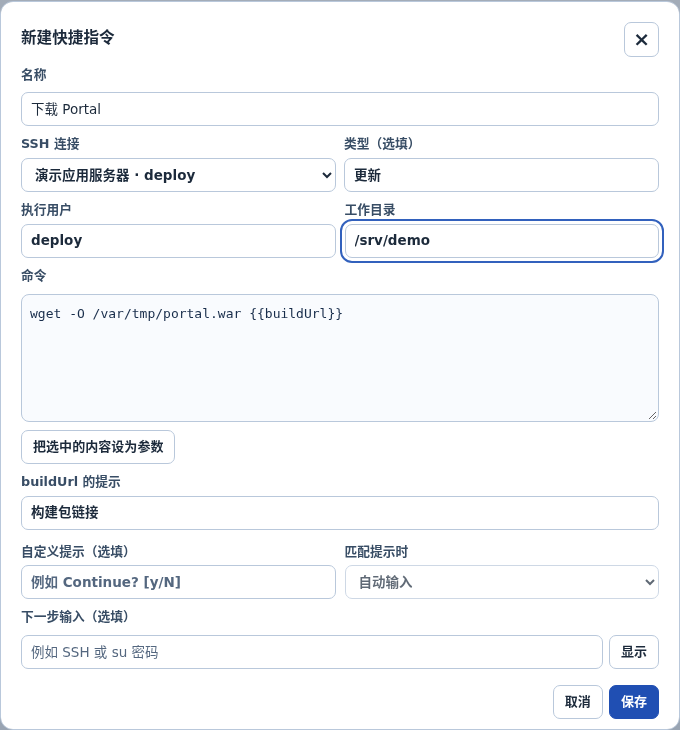 新建快捷指令
×
名称
下载 Portal
SSH 连接
类型（选填）
演示应用服务器 · deploy
更新
执行用户
工作目录
deploy
/srv/demo
命令
wget -O /var/tmp/portal.war {{buildUrl}}
把选中的内容设为参数
buildUrl 的提示
构建包链接
自定义提示（选填）
匹配提示时
例如 Continue? [y/N]
自动输入
下一步输入（选填）
例如 SSH 或 su 密码
显示
取消
保存